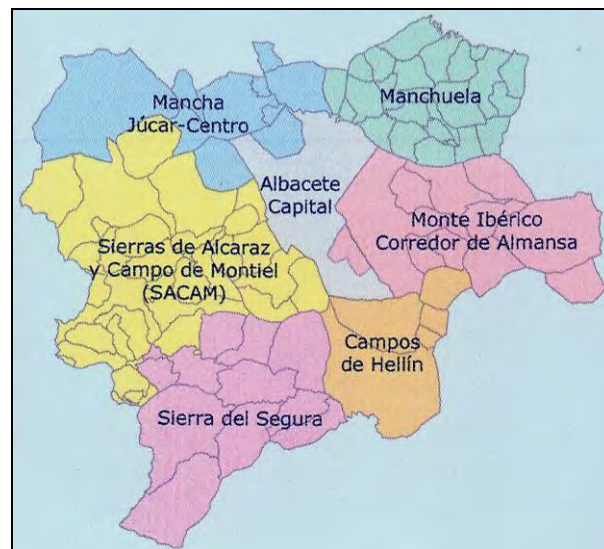 Mancha
Júcar-Centro
Manchuela
Albacete
Capital
Monte Ibérico
Corredor de Almansa
Sierras de Alcaraz
y Campo de Montiel
(SACAM)
Campos
de Hellín
Sierra del Segura